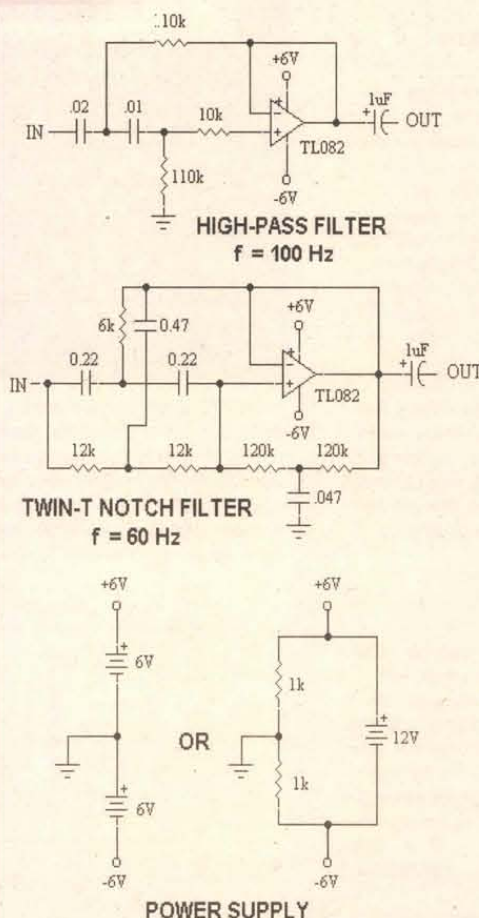 .10k
+6V
.02
.01
10k
1uF
+
IN
OUT
TL082
110k
-6V
HIGH-PASS FILTER
f = 100 Hz
6k
0.47
+6V
0.22
0.22
1uF
+
IN
OUT
TL082
-6V
12k
12k
120k
120k
.047
TWIN-T NOTCH FILTER
f = 60 Hz
+6V
+6V
+
6V
1k
OR
+
12V
+
6V
1k
-6V
-6V
POWER SUPPLY